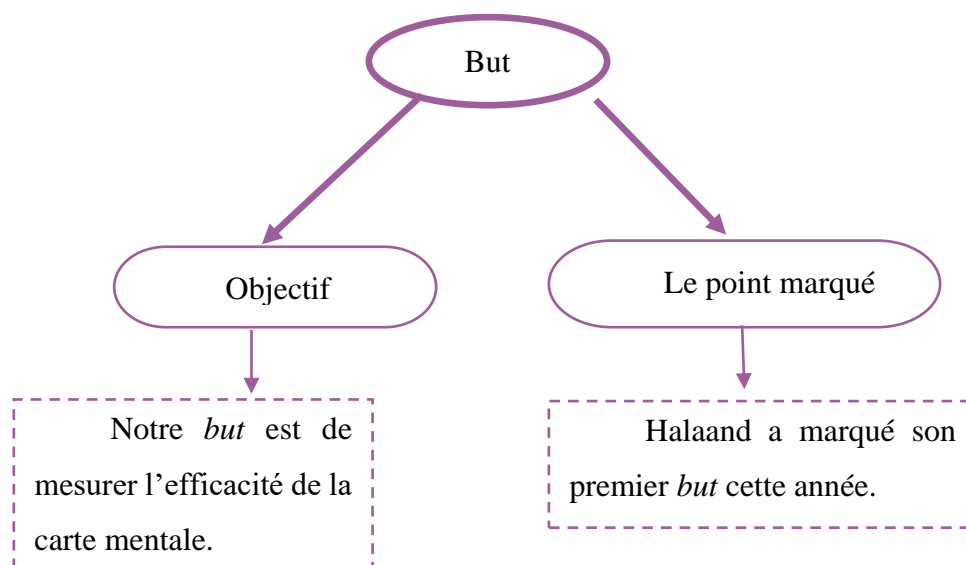 But
Objectif
Le point marqué
Notre but est de
mesurer l’efficacité de la
carte mentale.
Halaand a marqué son
premier but cette année.